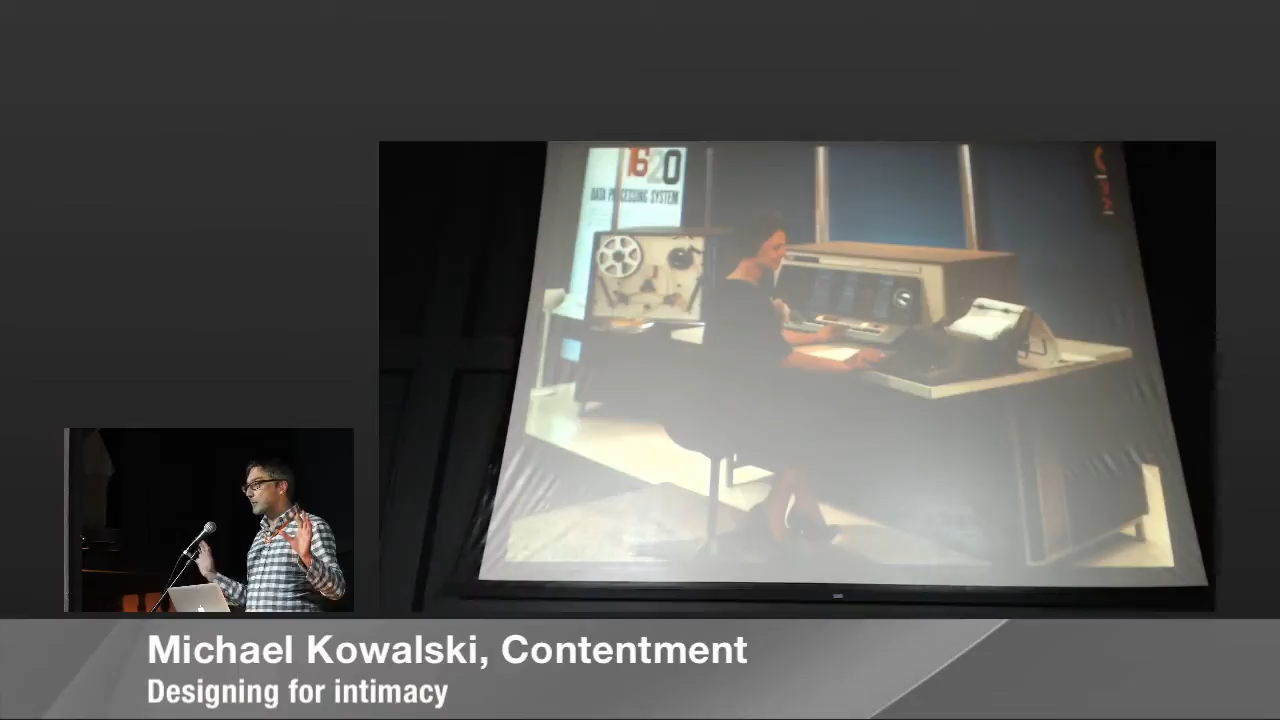 1620
DATA PROCESSING SYSTEM
Michael Kowalski, Contentment
Designing for intimacy